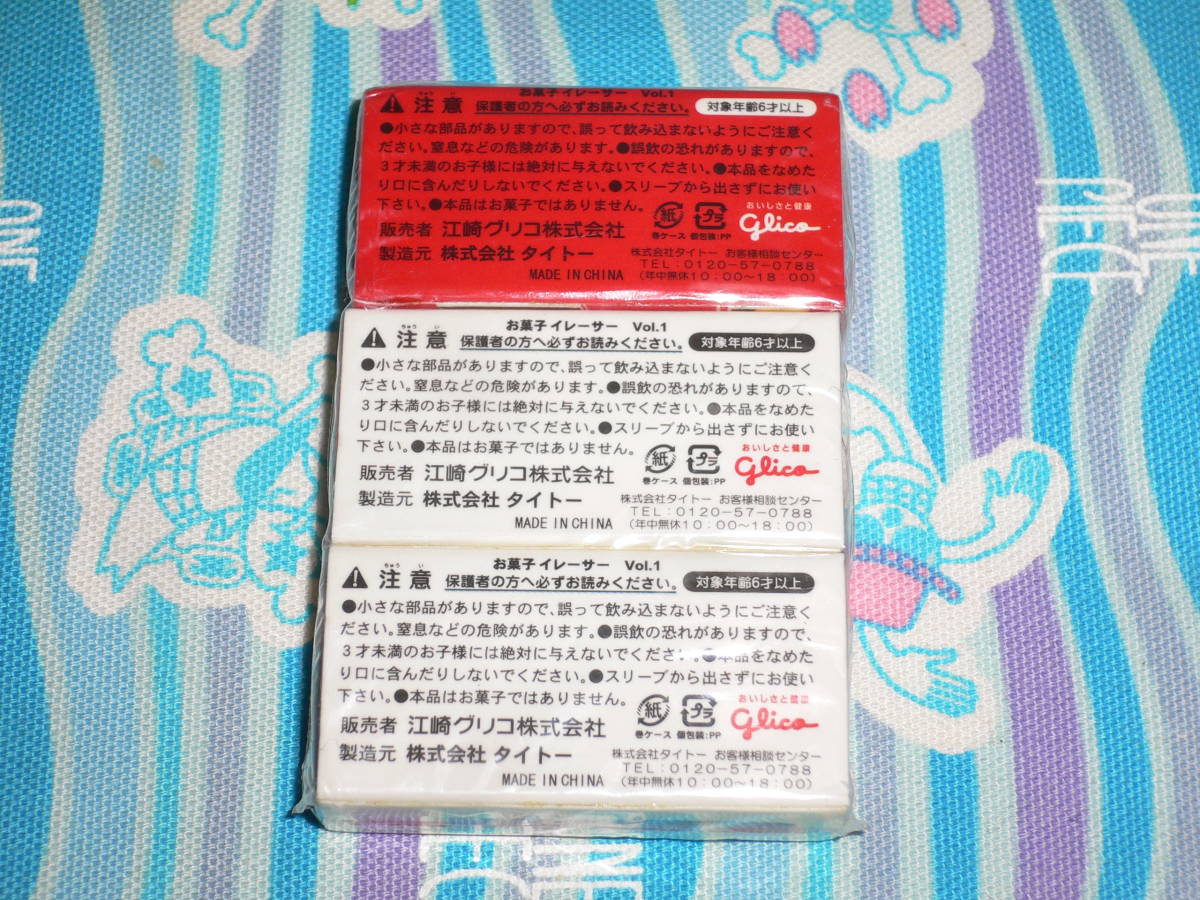 お菓子イレーサー Vol.1
ちゅう い
注意 保護者の方へ必ずお読みください。 対象年齢6才以上
●小さな部品がありますので、誤って飲み込まないようにご注意く
ださい。窒息などの危険があります。●誤飲の恐れがありますので、
3才未満のお子様には絶対に与えないでください。●本品をなめた
り口に含んだりしないでください。●スリーブから出さずにお使い
下さい。●本品はお菓子ではありません。
紙 プラ
巻ケース 個包装:PP
おいしさと健康
glico
販売者 江崎グリコ株式会社
製造元 株式会社 タイトー
株式会社タイトー お客様相談センター
TEL:0120-57-0788
MADE IN CHINA (年中無休10:00〜18:00)
お菓子イレーサー Vol.1
ちゅう い
注意 保護者の方へ必ずお読みください。 対象年齢6才以上
●小さな部品がありますので、誤って飲み込まないようにご注意く
ださい。窒息などの危険があります。●誤飲の恐れがありますので、
3才未満のお子様には絶対に与えないでください。●本品をなめた
り口に含んだりしないでください。●スリーブから出さずにお使い
下さい。●本品はお菓子ではありません。
紙 プラ
巻ケース 個包装:PP
おいしさと健康
glico
販売者 江崎グリコ株式会社
製造元 株式会社 タイトー
株式会社タイトー お客様相談センター
TEL:0120-57-0788
MADE IN CHINA (年中無休10:00〜18:00)
お菓子イレーサー Vol.1
ちゅう い
注意 保護者の方へ必ずお読みください。 対象年齢6才以上
●小さな部品がありますので、誤って飲み込まないようにご注意く
ださい。窒息などの危険があります。●誤飲の恐れがありますので、
3才未満のお子様には絶対に与えないでください。●本品をなめた
り口に含んだりしないでください。●スリーブから出さずにお使い
下さい。●本品はお菓子ではありません。
紙 プラ
巻ケース 個包装:PP
おいしさと健康
glico
販売者 江崎グリコ株式会社
製造元 株式会社 タイトー
株式会社タイトー お客様相談センター
TEL:0120-57-0788
MADE IN CHINA (年中無休10:00〜18:00)
ONE
ONE
PIECE